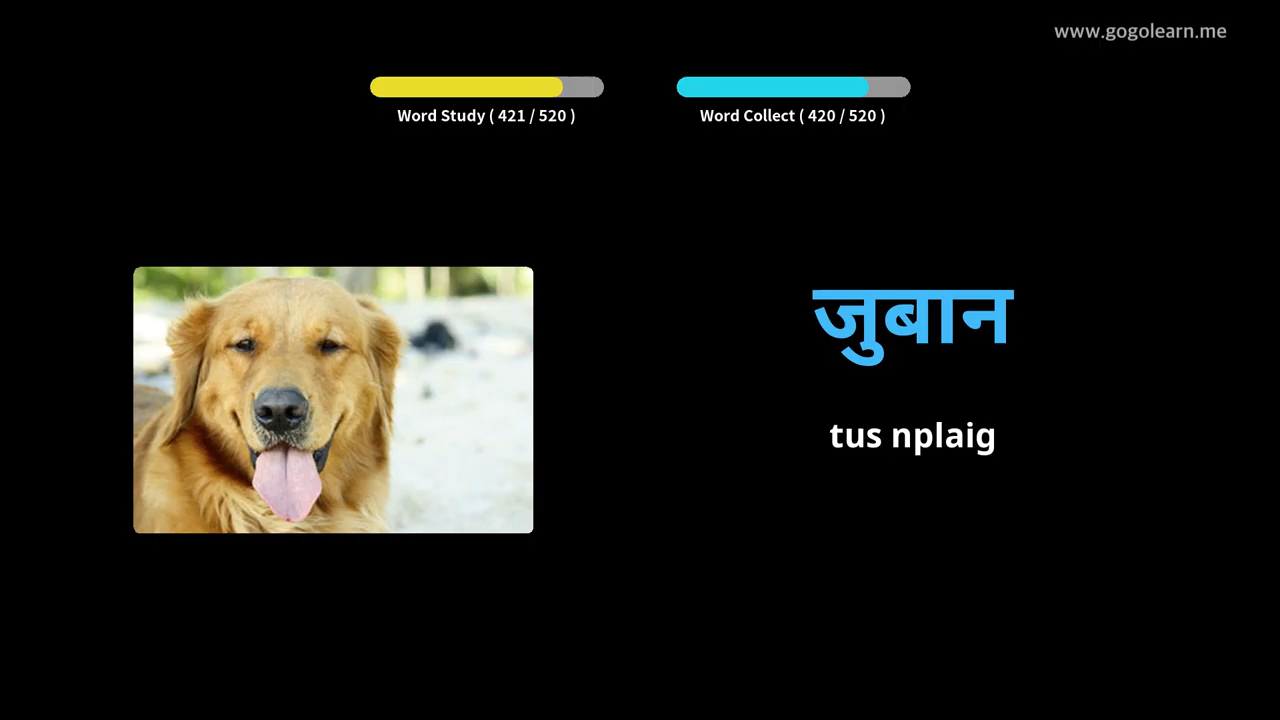 www.gogolearn.me
Word Study ( 421 / 520 )
Word Collect ( 420 / 520 )
जुबान
tus nplaig